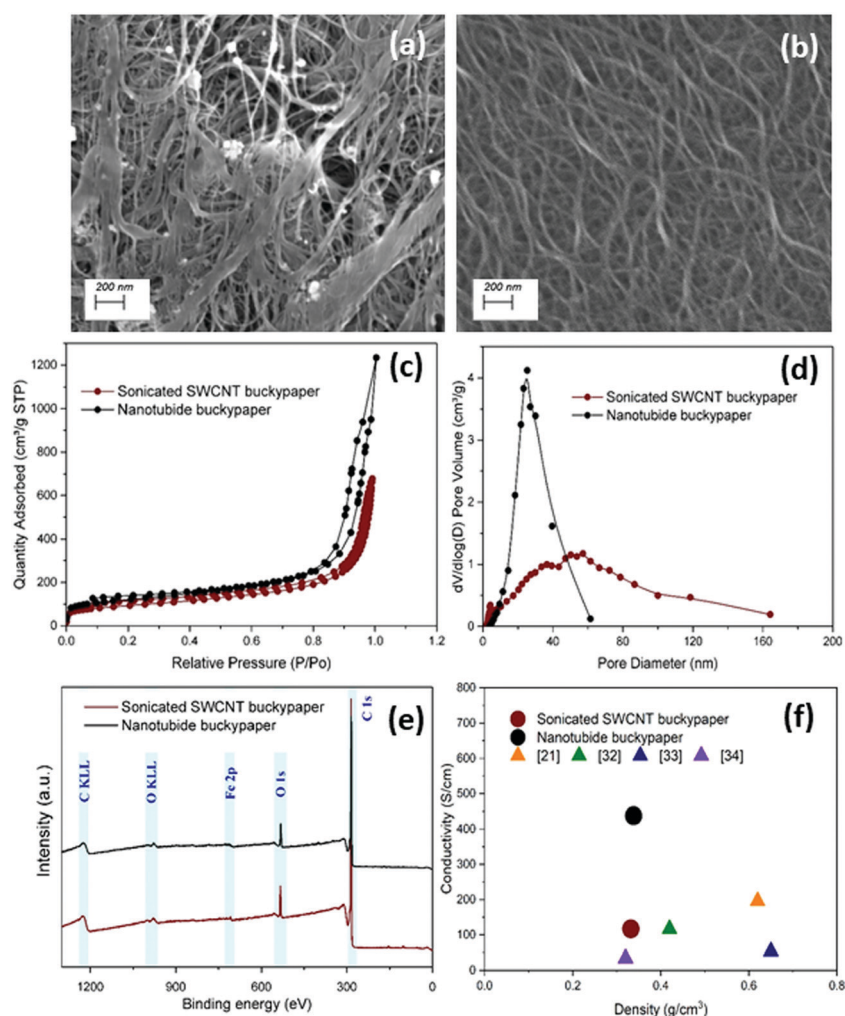 (a)
(b)
200 nm
200 nm
(c)
Sonicated SWCNT buckypaper
Nanotubide buckypaper
Quantity Adsorbed (cm³/g STP)
1200
1000
800
600
400
200
0
0.0 0.2 0.4 0.6 0.8 1.0 1.2
Relative Pressure (P/Po)
(d)
Sonicated SWCNT buckypaper
Nanotubide buckypaper
dV/dlog(D) Pore Volume (cm³/g)
4
3
2
1
0
0 40 80 120 160 200
Pore Diameter (nm)
(e)
Sonicated SWCNT buckypaper
Nanotubide buckypaper
C KLL
O KLL
Fe 2p
O 1s
C 1s
Intensity (a.u.)
1200 900 600 300 0
Binding energy (eV)
(f)
Sonicated SWCNT buckypaper
Nanotubide buckypaper
[21] [32] [33] [34]
Conductivity (S/cm)
800
700
600
500
400
300
200
100
0
0.0 0.2 0.4 0.6 0.8
Density (g/cm³)